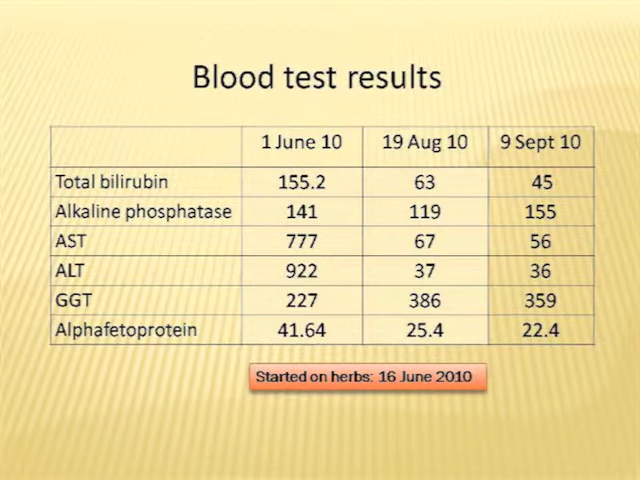 Blood test results
1 June 10 19 Aug 10 9 Sept 10
Total bilirubin 155.2 63 45
Alkaline phosphatase 141 119 155
AST 777 67 56
ALT 922 37 36
GGT 227 386 359
Alphafetoprotein 41.64 25.4 22.4
Started on herbs: 16 June 2010